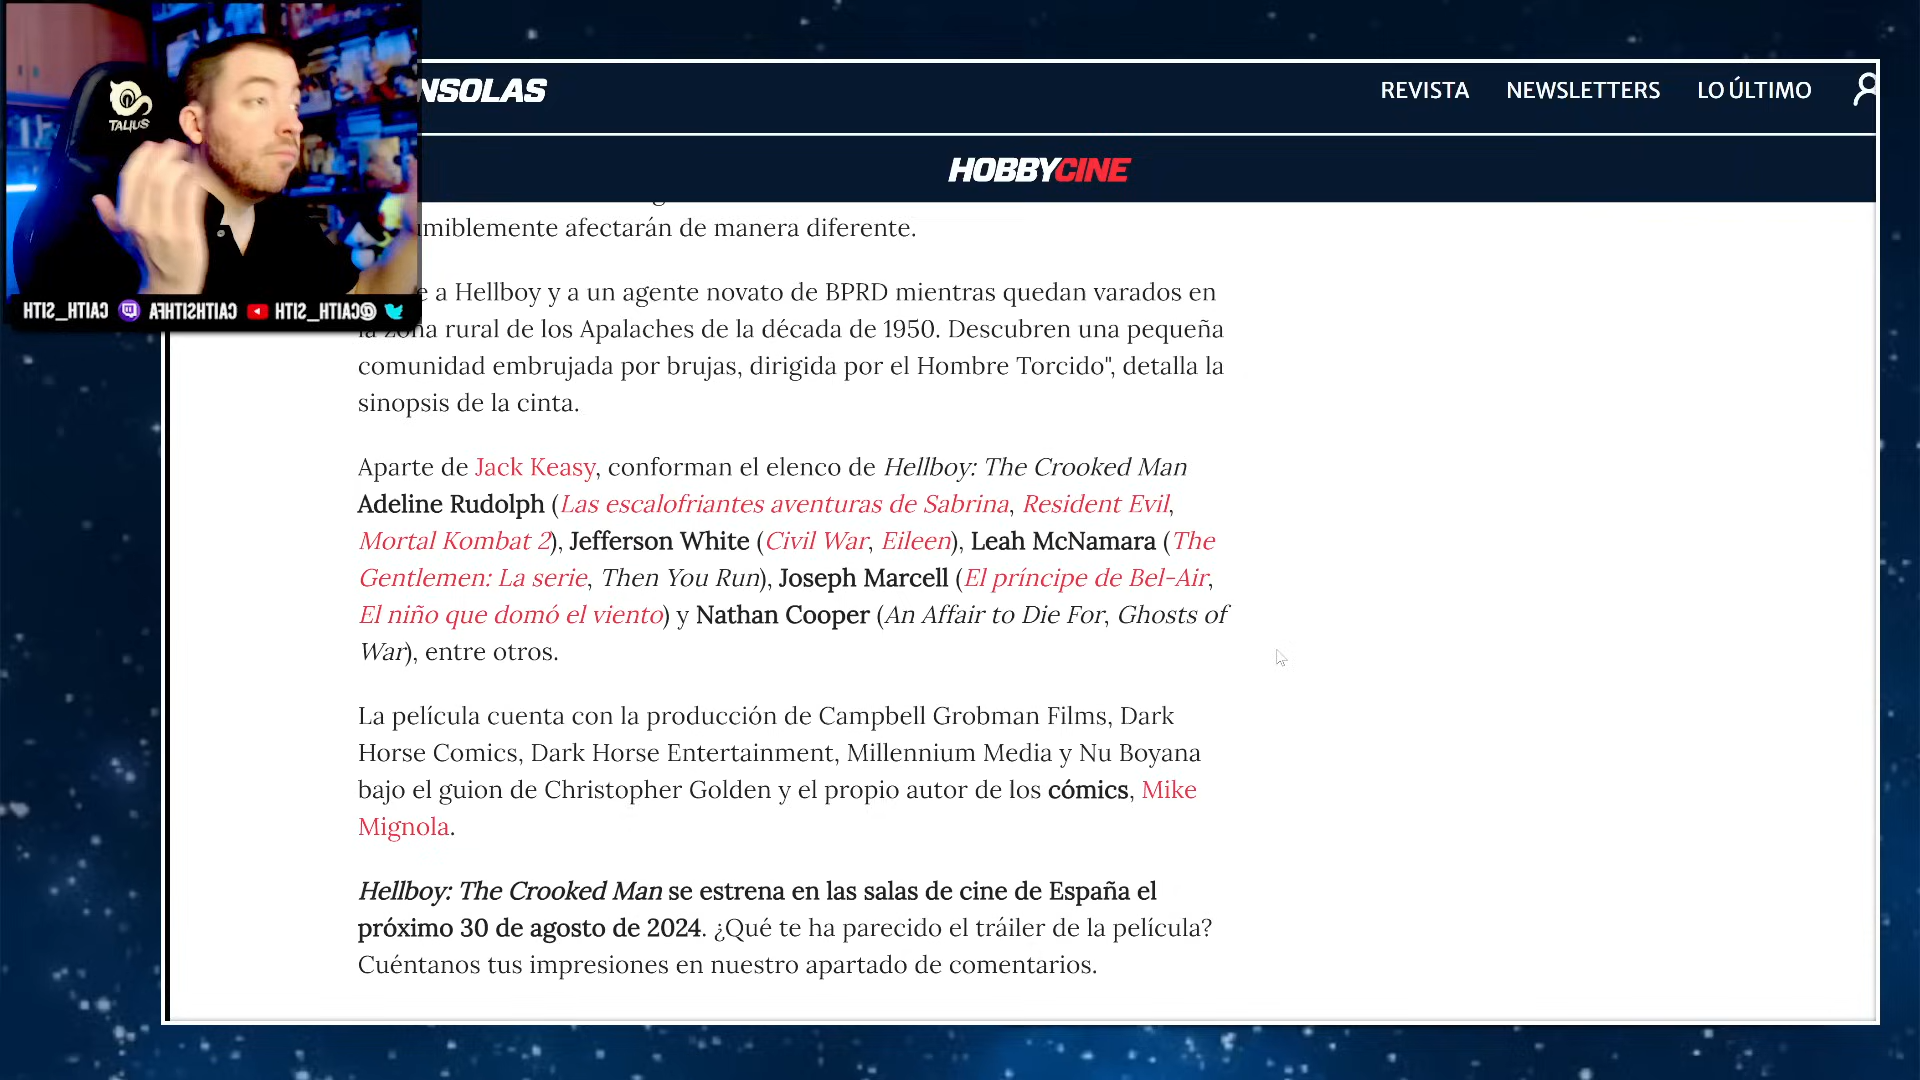 NSOLAS
REVISTA NEWSLETTERS LO ÚLTIMO
HOBBYCINE
TALIUS
CAITH_SITH CAITHSITHFA @CAITH_SITH
afectarán de manera diferente.
a Hellboy y a un agente novato de BPRD mientras quedan varados en
la zona rural de los Apalaches de la década de 1950. Descubren una pequeña
comunidad embrujada por brujas, dirigida por el Hombre Torcido", detalla la
sinopsis de la cinta.
Aparte de Jack Keasy, conforman el elenco de Hellboy: The Crooked Man
Adeline Rudolph (Las escalofriantes aventuras de Sabrina, Resident Evil,
Mortal Kombat 2), Jefferson White (Civil War, Eileen), Leah McNamara (The
Gentlemen: La serie, Then You Run), Joseph Marcell (El príncipe de Bel-Air,
El niño que domó el viento) y Nathan Cooper (An Affair to Die For, Ghosts of
War), entre otros.
La película cuenta con la producción de Campbell Grobman Films, Dark
Horse Comics, Dark Horse Entertainment, Millennium Media y Nu Boyana
bajo el guion de Christopher Golden y el propio autor de los cómics, Mike
Mignola.
Hellboy: The Crooked Man se estrena en las salas de cine de España el
próximo 30 de agosto de 2024. ¿Qué te ha parecido el tráiler de la película?
Cuéntanos tus impresiones en nuestro apartado de comentarios.